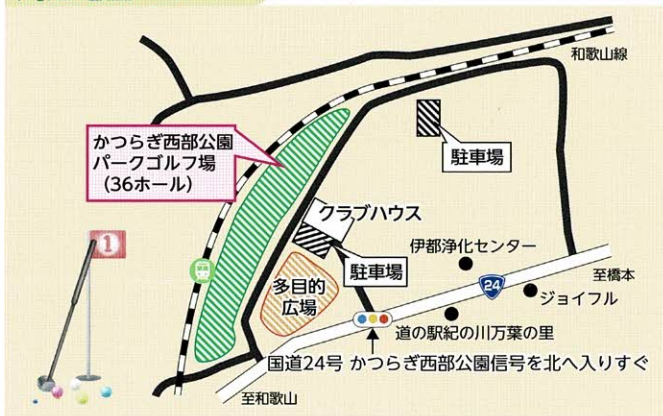 和歌山線
かつらぎ西部公園
パークゴルフ場
(36ホール)
駐車場
クラブハウス
伊都浄化センター
駐車場
至橋本
24
ジョイフル
多目的
広場
道の駅紀の川万葉の里
国道24号 かつらぎ西部公園信号を北へ入りすぐ
至和歌山
1